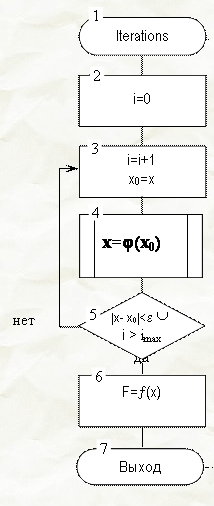 1
Iterations
2
i=0
3
i=i+1
x₀=x
4
x=φ(x₀)
5
|x- x₀|<ε ∪
i > iₘₐₓ
нет
да
6
F=ƒ(x)
7
Выход